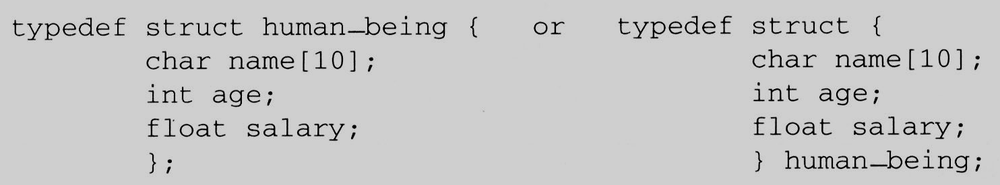 typedef struct human_being {   or   typedef struct {
        char name[10];                      char name[10];
        int age;                            int age;
        float salary;                       float salary;
        };                                  } human_being;